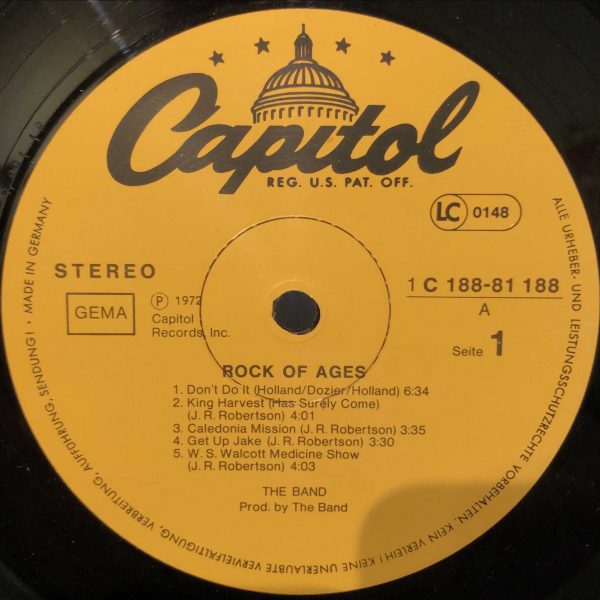 Capitol
REG. U.S. PAT. OFF.
LC 0148
STEREO
GEMA
Ⓟ 1972
Capitol
Records, Inc.
1 C 188-81 188
A
Seite 1
ROCK OF AGES
1. Don't Do It (Holland/Dozier/Holland) 6:34
2. King Harvest (Has Surely Come)
(J. R. Robertson) 4:01
3. Caledonia Mission (J. R. Robertson) 3:35
4. Get Up Jake (J. R. Robertson) 3:30
5. W. S. Walcott Medicine Show
(J. R. Robertson) 4:03
THE BAND
Prod. by The Band
ALLE URHEBER- UND LEISTUNGSSCHUTZRECHTE VORBEHALTEN. KEIN VERLEIH! KEINE UNERLAUBTE VERVIELFÄLTIGUNG, VERBREITUNG, AUFFÜHRUNG, SENDUNG! · MADE IN GERMANY